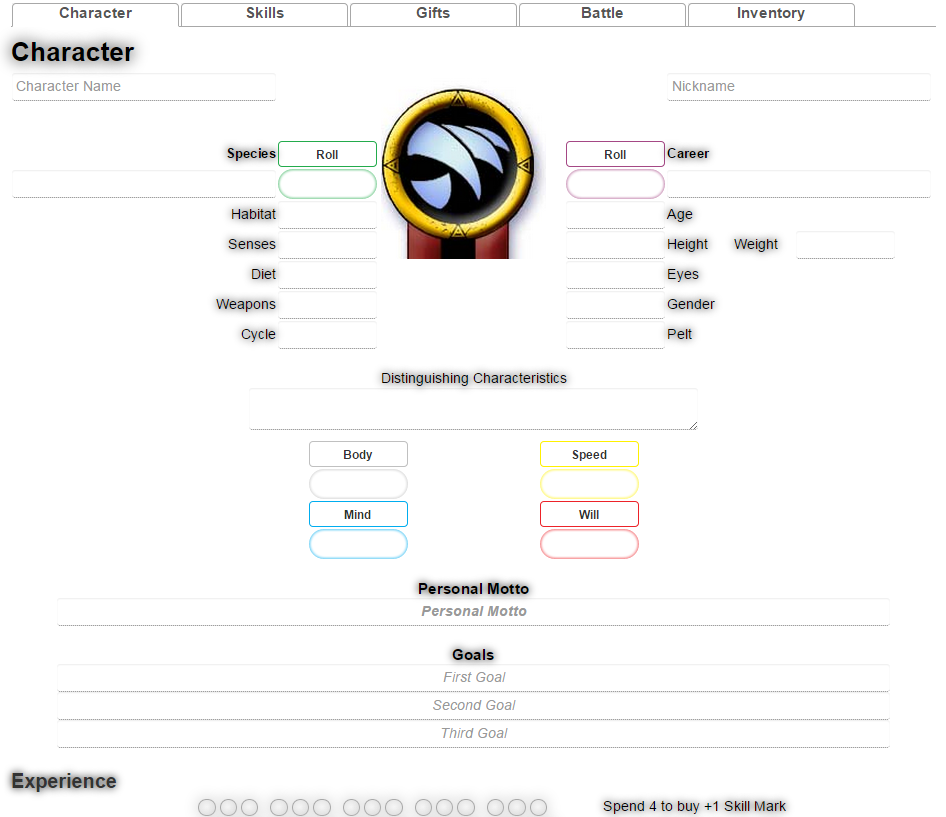 Character Skills Gifts Battle Inventory
Character
Character Name Nickname
Species Roll Roll Career
Habitat Age
Senses Height Weight
Diet Eyes
Weapons Gender
Cycle Pelt
Distinguishing Characteristics
Body Speed
Mind Will
Personal Motto
Personal Motto
Goals
First Goal
Second Goal
Third Goal
Experience
Spend 4 to buy +1 Skill Mark